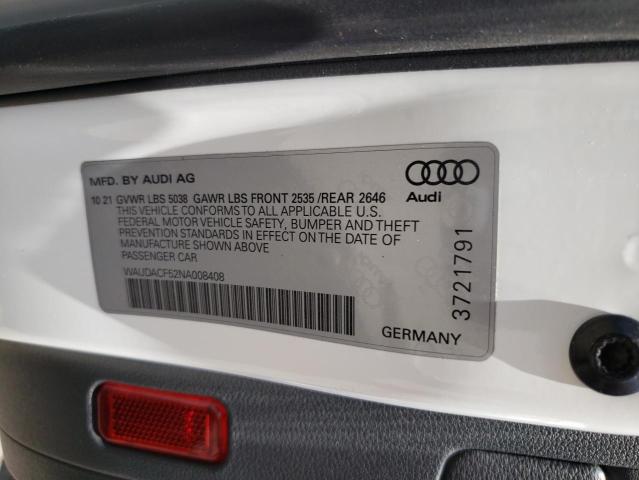 MFD. BY AUDI AG
10 21 GVWR LBS 5038 GAWR LBS FRONT 2535 /REAR 2646
THIS VEHICLE CONFORMS TO ALL APPLICABLE U.S.
FEDERAL MOTOR VEHICLE SAFETY, BUMPER AND THEFT
PREVENTION STANDARDS IN EFFECT ON THE DATE OF
MANUFACTURE SHOWN ABOVE
PASSENGER CAR
WAUDACF52NA008408
Audi
3721791
GERMANY